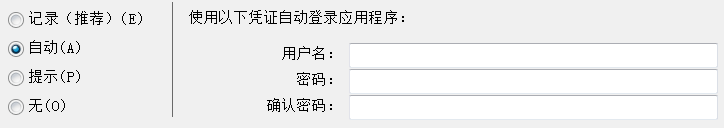 记录（推荐）(E)
自动(A)
提示(P)
无(O)
使用以下凭证自动登录应用程序：
用户名：
密码：
确认密码：